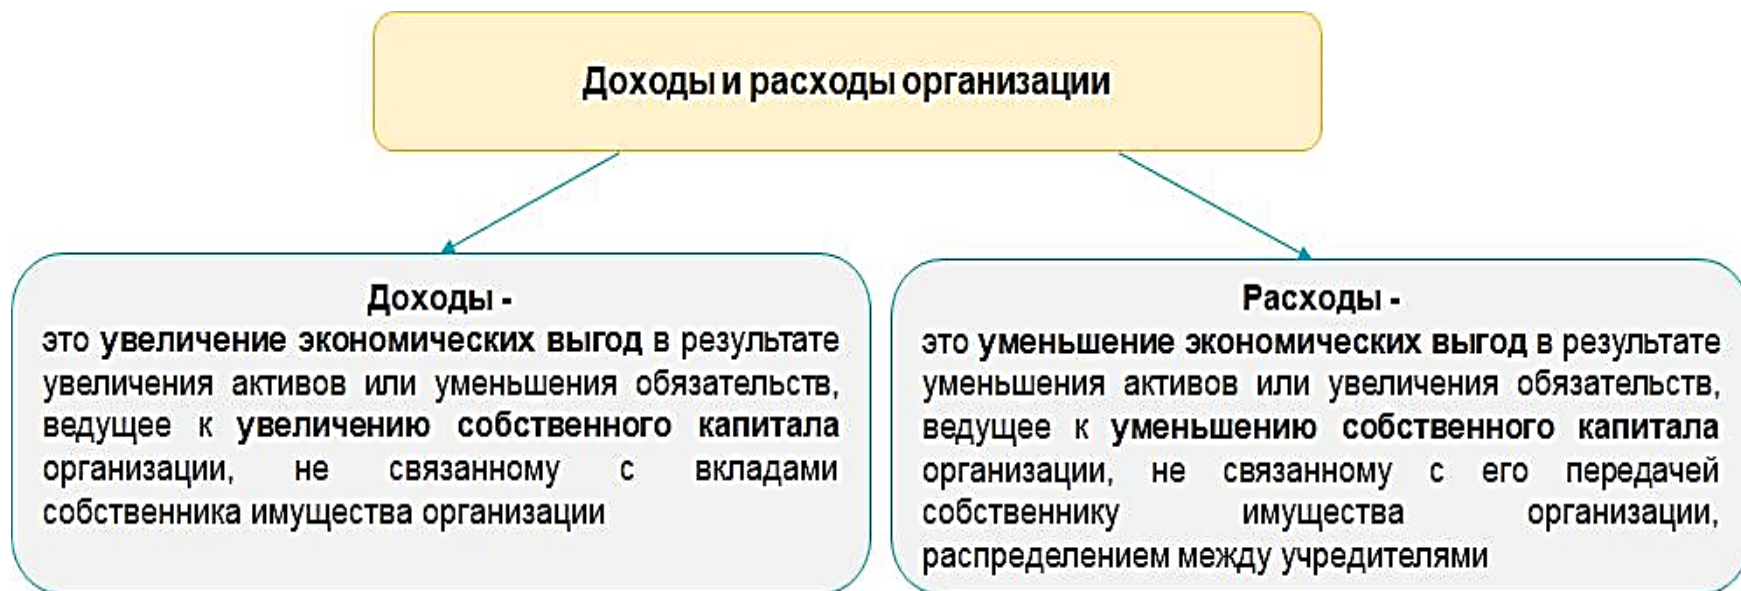 Доходы и расходы организации
Доходы -
это увеличение экономических выгод в результате
увеличения активов или уменьшения обязательств,
ведущее к увеличению собственного капитала
организации, не связанному с вкладами
собственника имущества организации
Расходы -
это уменьшение экономических выгод в результате
уменьшения активов или увеличения обязательств,
ведущее к уменьшению собственного капитала
организации, не связанному с его передачей
собственнику имущества организации,
распределением между учредителями